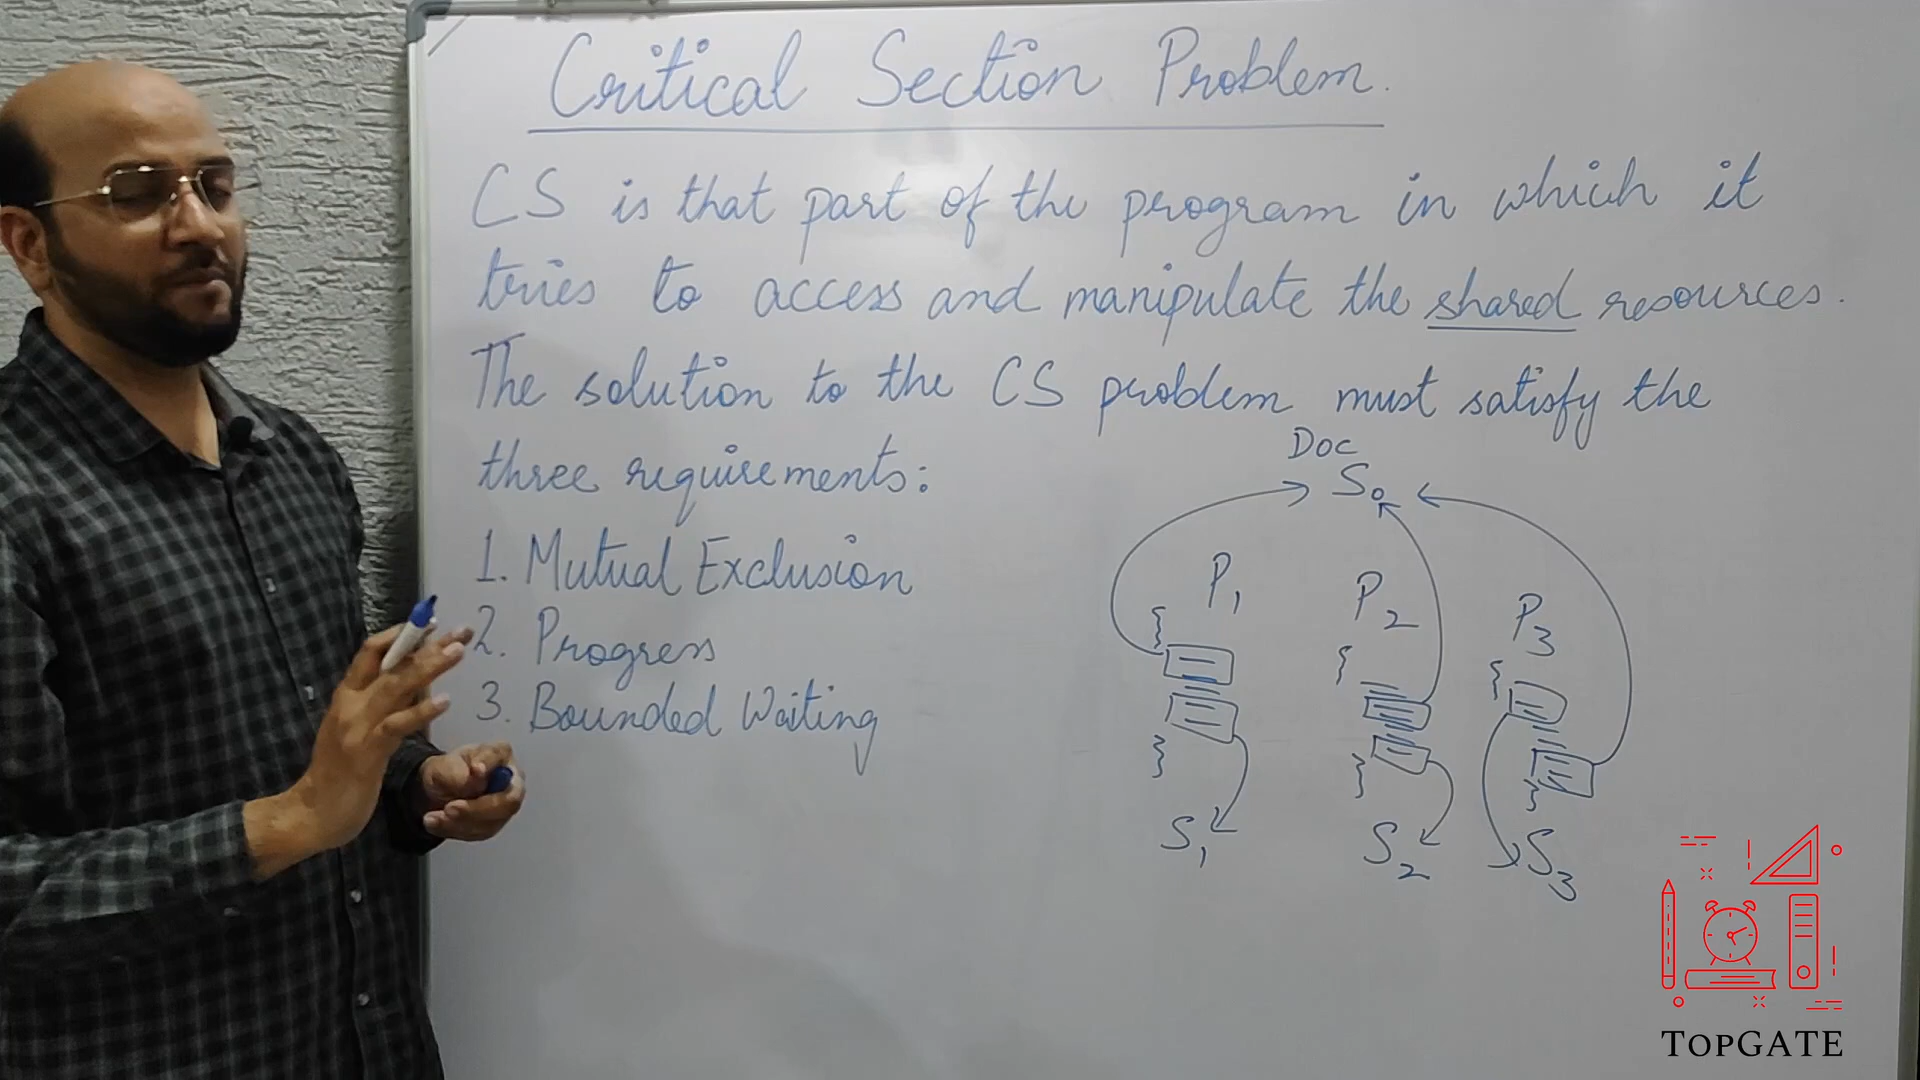 Critical Section Problem.
CS is that part of the program in which it
tries to access and manipulate the shared resources.
The solution to the CS problem must satisfy the
three requirements:
1. Mutual Exclusion
2. Progress
3. Bounded Waiting
Doc
S0
P1
P2
P3
S1
S2
S3
TOPGATE